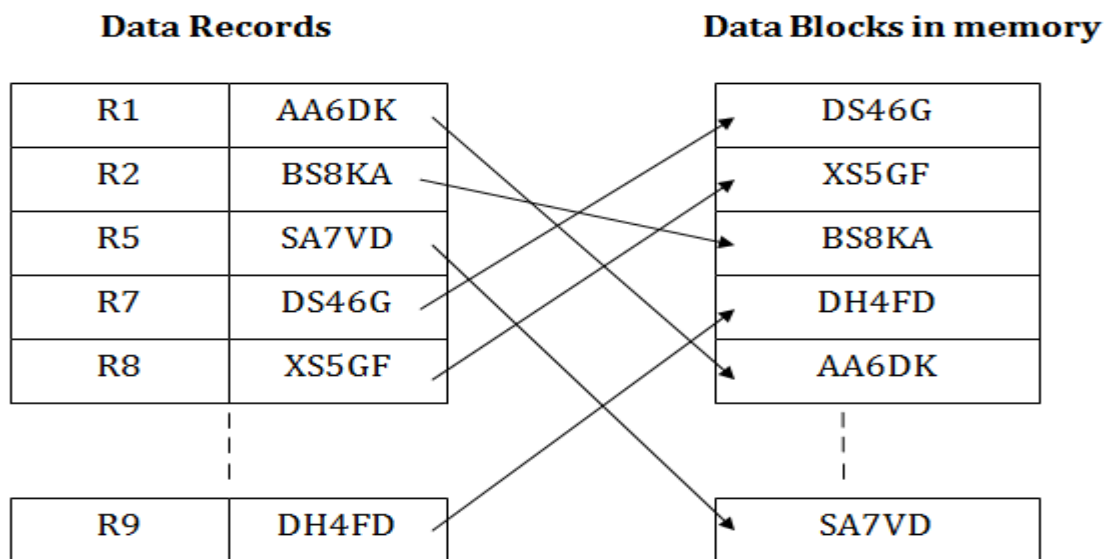 Data Records Data Blocks in memory
R1 AA6DK DS46G
R2 BS8KA XS5GF
R5 SA7VD BS8KA
R7 DS46G DH4FD
R8 XS5GF AA6DK
R9 DH4FD SA7VD